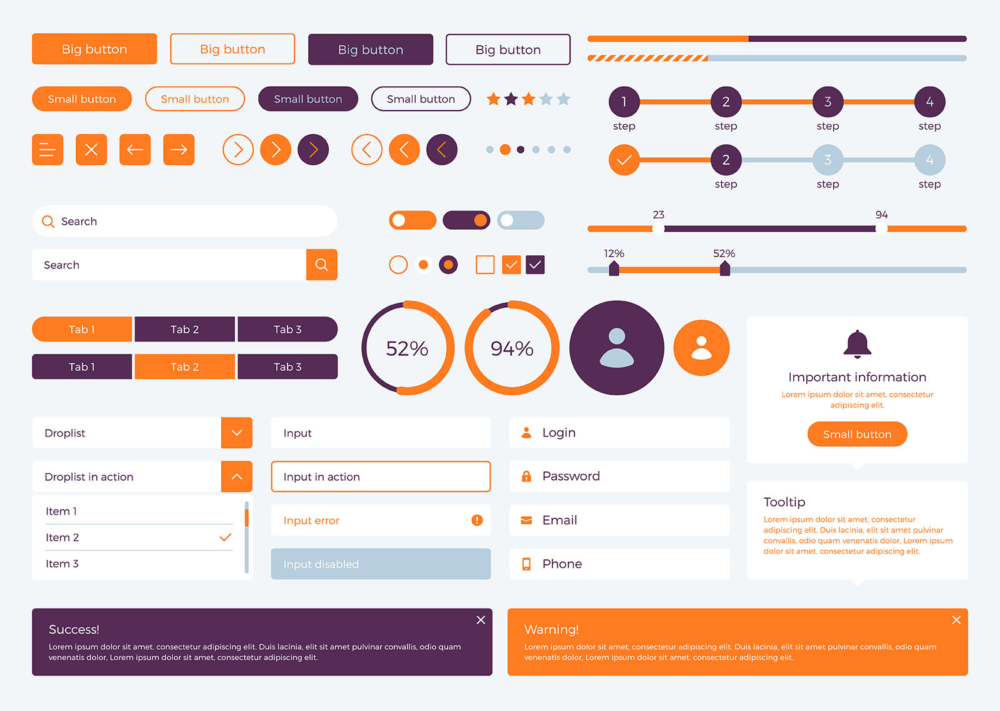 Big button
Big button
Big button
Big button
Small button
Small button
Small button
Small button
1
2
3
4
step
step
step
step
2
3
4
step
step
step
Search
Search
23
94
12%
52%
Tab 1
Tab 2
Tab 3
Tab 1
Tab 2
Tab 3
52%
94%
Important information
Lorem ipsum dolor sit amet, consectetur
adipiscing elit.
Small button
Droplist
Droplist in action
Item 1
Item 2
Item 3
Input
Input in action
Input error
Input disabled
Login
Password
Email
Phone
Tooltip
Lorem ipsum dolor sit amet, consectetur
adipiscing elit. Duis lacinia, elit sit amet pulvinar
convallis, odio quam venenatis dolor, Lorem ipsum
dolor sit amet, consectetur adipiscing elit.
Success!
Lorem ipsum dolor sit amet, consectetur adipiscing elit. Duis lacinia, elit sit amet pulvinar convallis, odio quam
venenatis dolor, Lorem ipsum dolor sit amet, consectetur adipiscing elit.
Warning!
Lorem ipsum dolor sit amet, consectetur adipiscing elit. Duis lacinia, elit sit amet pulvinar convallis, odio quam
venenatis dolor, Lorem ipsum dolor sit amet, consectetur adipiscing elit.